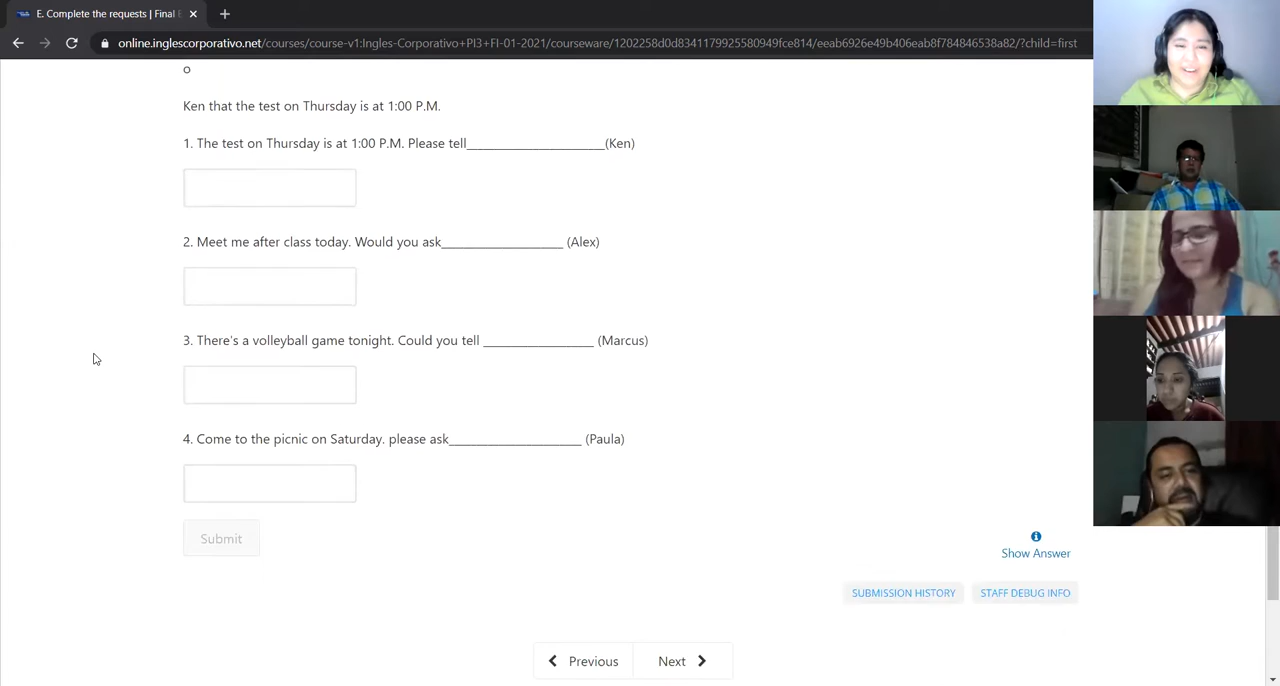 E. Complete the requests | Final E
online.inglescorporativo.net/courses/course-v1:Ingles-Corporativo+PI3+FI-01-2021/courseware/1202258d0d8341179925580949fce814/eeab6926e49b406eab8f784846538a82/?child=first
o
Ken that the test on Thursday is at 1:00 P.M.
1. The test on Thursday is at 1:00 P.M. Please tell______________________(Ken)
2. Meet me after class today. Would you ask____________________ (Alex)
3. There's a volleyball game tonight. Could you tell __________________ (Marcus)
4. Come to the picnic on Saturday. please ask______________________ (Paula)
Submit
Show Answer
SUBMISSION HISTORY STAFF DEBUG INFO
Previous Next